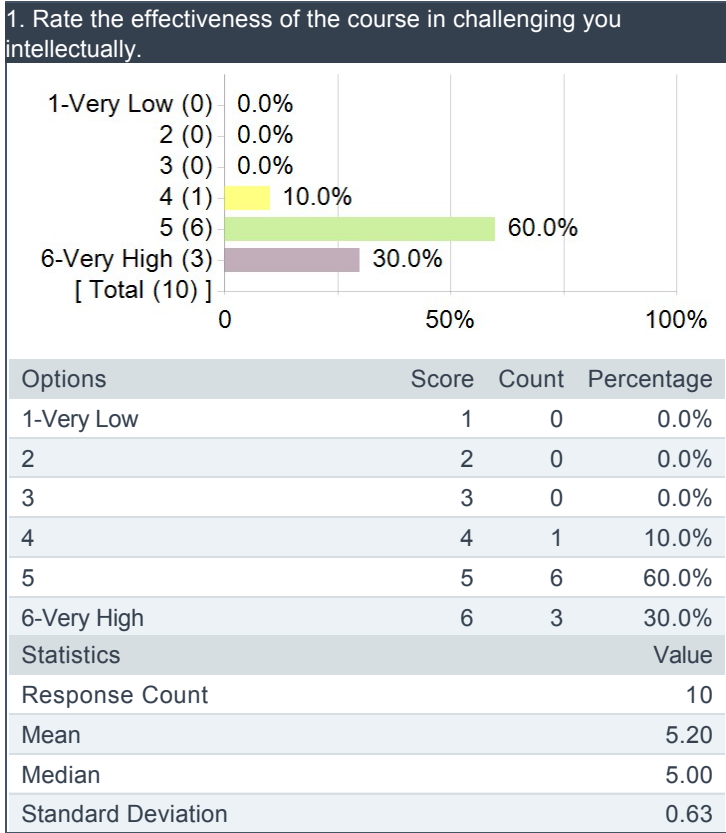 1. Rate the effectiveness of the course in challenging you
intellectually.
1-Very Low (0) 0.0%
2 (0) 0.0%
3 (0) 0.0%
4 (1) 10.0%
5 (6) 60.0%
6-Very High (3) 30.0%
[ Total (10) ]
0 50% 100%
Options Score Count Percentage
1-Very Low 1 0 0.0%
2 2 0 0.0%
3 3 0 0.0%
4 4 1 10.0%
5 5 6 60.0%
6-Very High 6 3 30.0%
Statistics Value
Response Count 10
Mean 5.20
Median 5.00
Standard Deviation 0.63